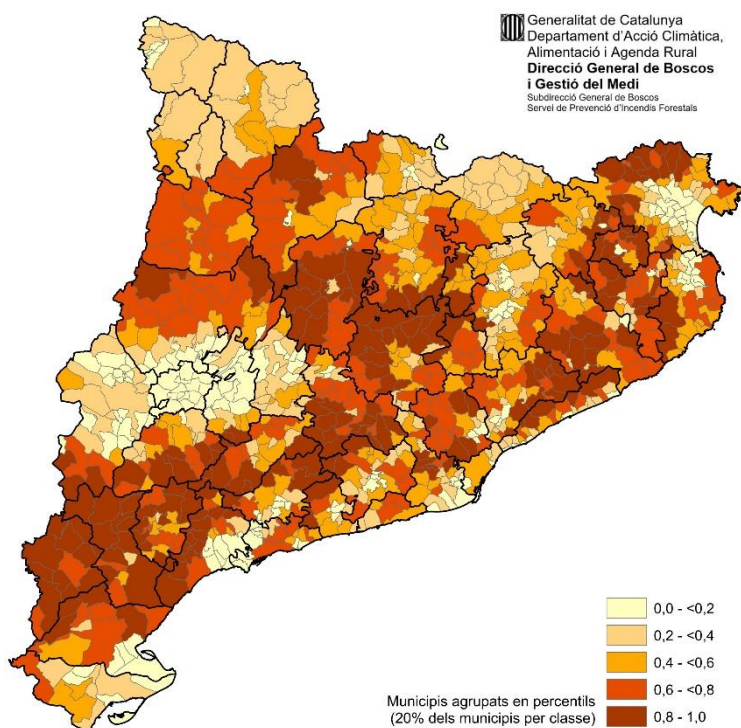 Generalitat de Catalunya
Departament d'Acció Climàtica,
Alimentació i Agenda Rural
Direcció General de Boscos
i Gestió del Medi
Subdirecció General de Boscos
Servei de Prevenció d'Incendis Forestals
0,0 - <0,2
0,2 - <0,4
0,4 - <0,6
0,6 - <0,8
0,8 - 1,0
Municipis agrupats en percentils
(20% dels municipis per classe)